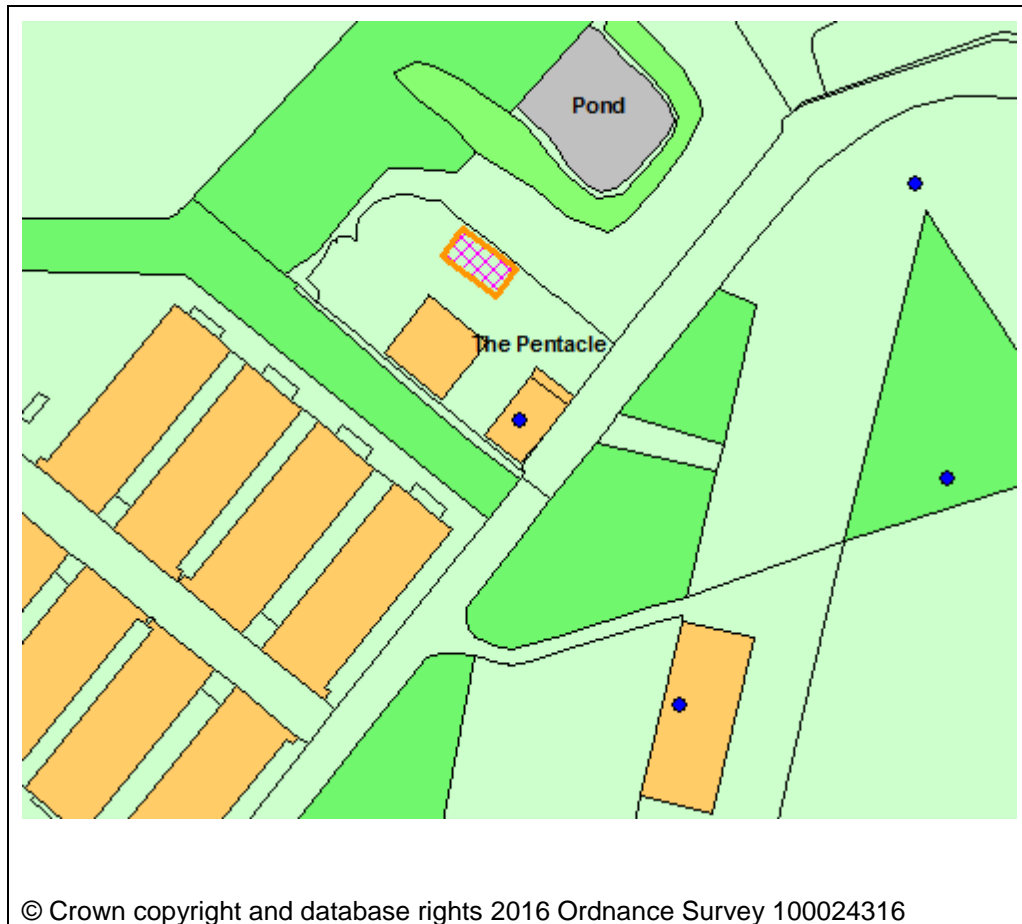 Pond
The Pentacle
© Crown copyright and database rights 2016 Ordnance Survey 100024316